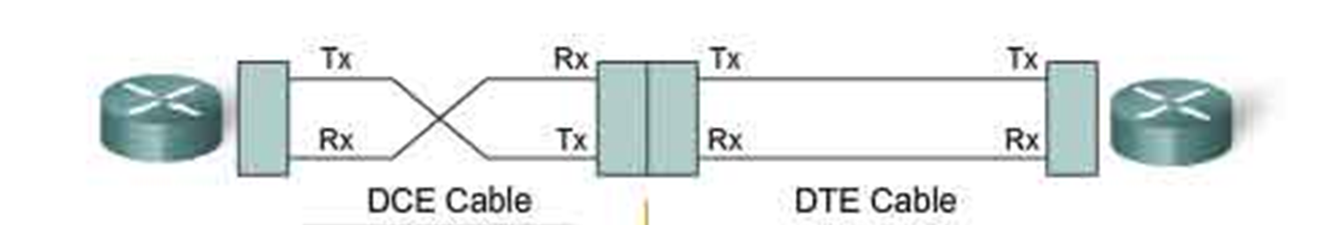 Tx Rx Tx Tx
Rx Tx Rx Rx
DCE Cable DTE Cable